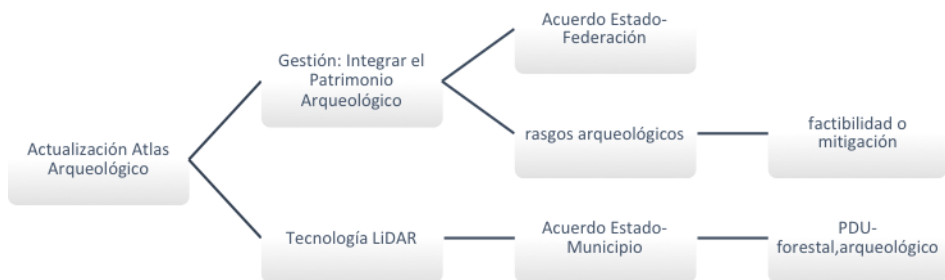 Actualización Atlas
Arqueológico
Gestión: Integrar el
Patrimonio
Arqueológico
Acuerdo Estado-
Federación
rasgos arqueológicos
factibilidad o
mitigación
Tecnología LiDAR
Acuerdo Estado-
Municipio
PDU-
forestal,arqueológico